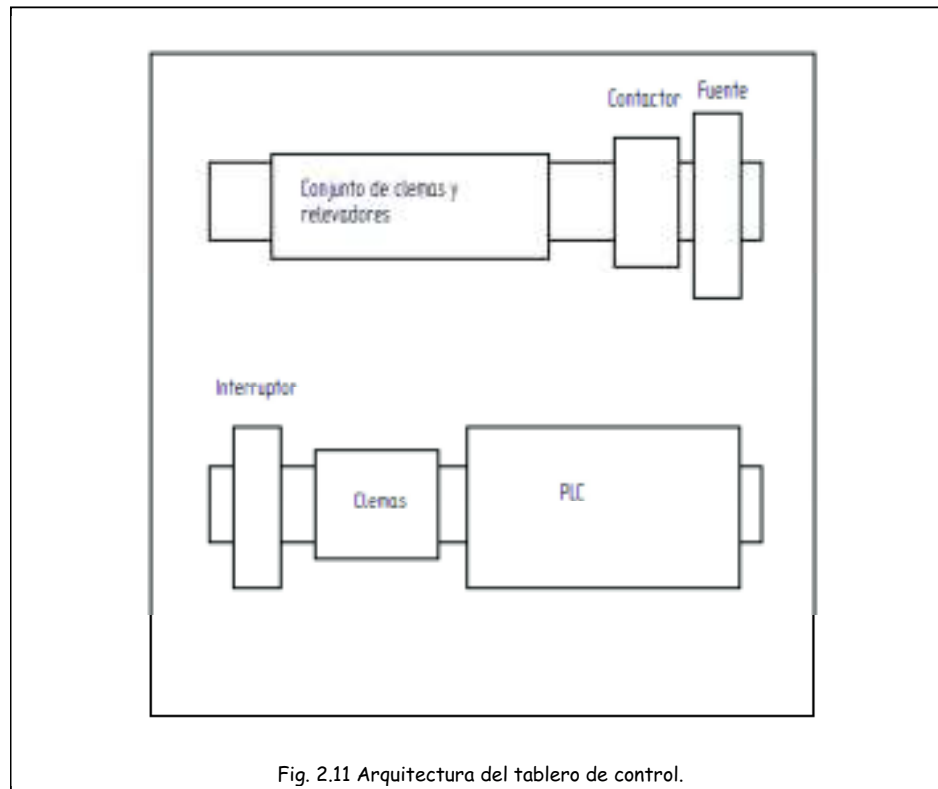 Contactor
Fuente
Conjunto de clemas y
relevadores
Interruptor
Clemas
PLC
Fig. 2.11 Arquitectura del tablero de control.